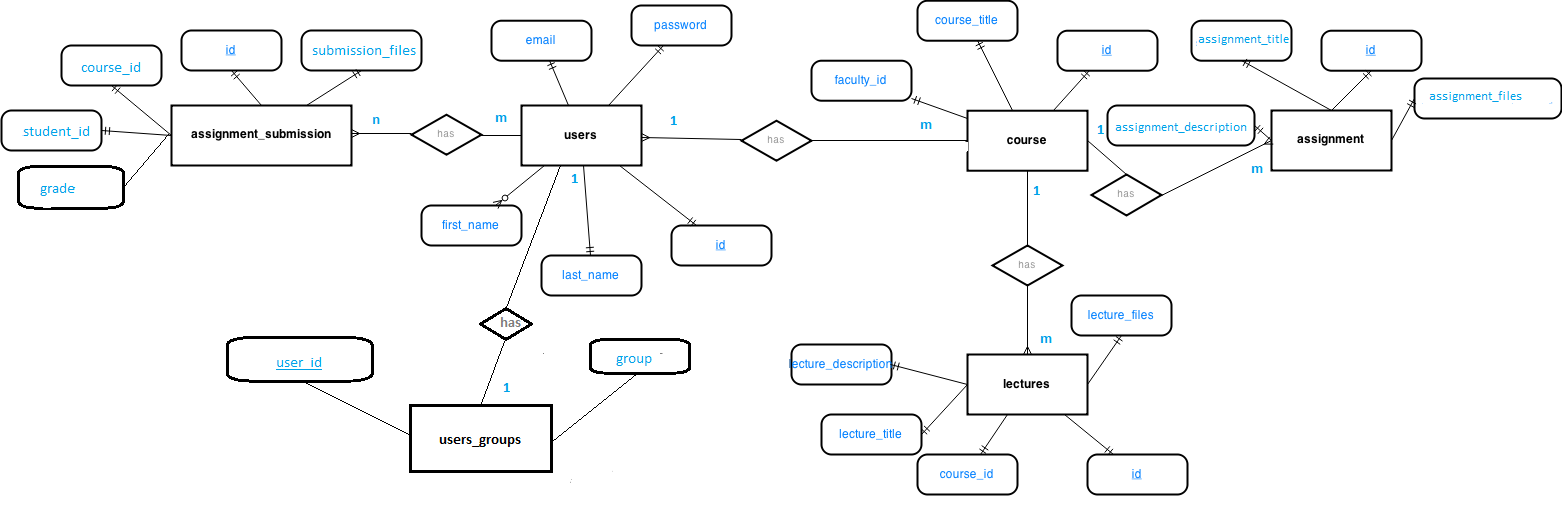 course_id
id
submission_files
student_id
grade
assignment_submission
n
has
m
email
password
users
1
first_name
last_name
id
1
has
m
course_title
id
faculty_id
course
1
assignment_title
id
assignment_files
assignment_description
assignment
m
has
1
has
m
lecture_files
lecture_description
lectures
lecture_title
course_id
id
has
1
user_id
group
users_groups